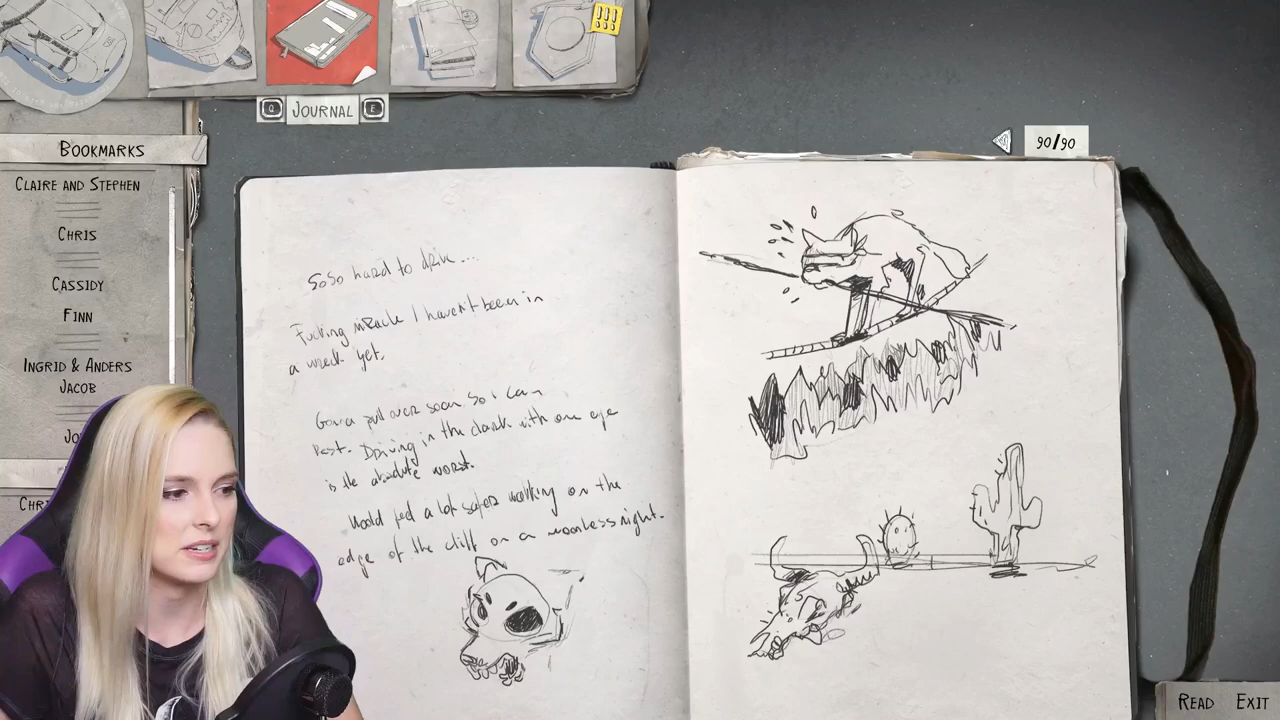 Q
JOURNAL
E
BOOKMARKS
CLAIRE AND STEPHEN
CHRIS
CASSIDY
FINN
INGRID & ANDERS
JACOB
90/90
SoSo hard to drive...
Fucking miracle I haven't been in
a wreck yet.
Gonna pull over soon so I can
rest. Driving in the dark with one eye
is the absolute worst.
Would feel a lot safer walking on the
edge of the cliff on a moonless night.
READ
EXIT